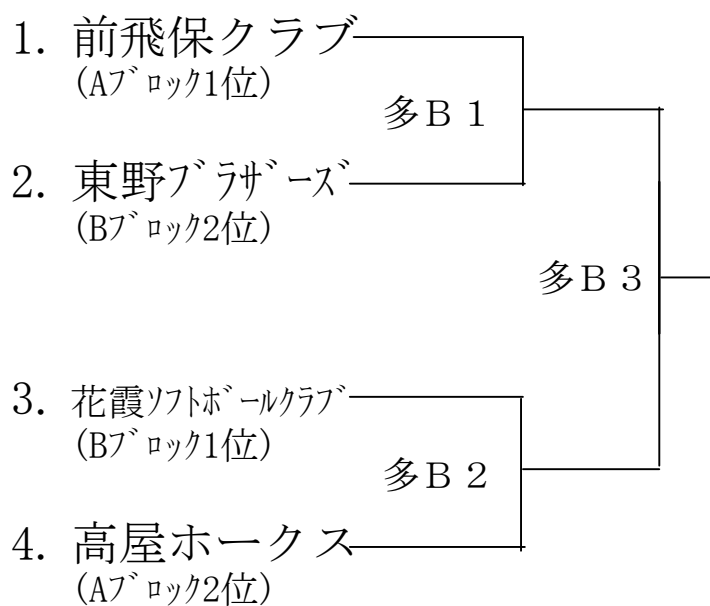 1. 前飛保クラブ
(Aﾌﾞﾛｯｸ1位)
多Ｂ１
2. 東野ﾌﾞﾗｻﾞｰｽﾞ
(Bﾌﾞﾛｯｸ2位)
多Ｂ３
3. 花霞ｿﾌﾄﾎﾞｰﾙｸﾗﾌﾞ
(Bﾌﾞﾛｯｸ1位)
多Ｂ２
4. 高屋ホークス
(Aﾌﾞﾛｯｸ2位)